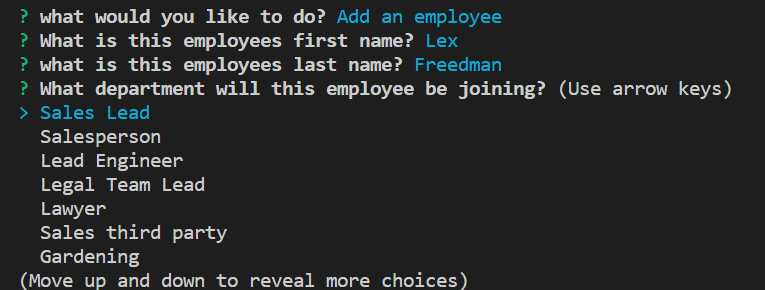 ? what would you like to do? Add an employee
? What is this employees first name? Lex
? what is this employees last name? Freedman
? What department will this employee be joining? (Use arrow keys)
> Sales Lead
Salesperson
Lead Engineer
Legal Team Lead
Lawyer
Sales third party
Gardening
(Move up and down to reveal more choices)